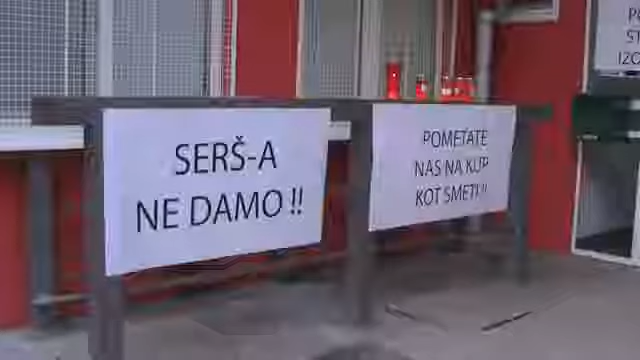 SERŠ-A
NE DAMO !!
POMETATE
NAS NA KUP
KOT SMETI !!